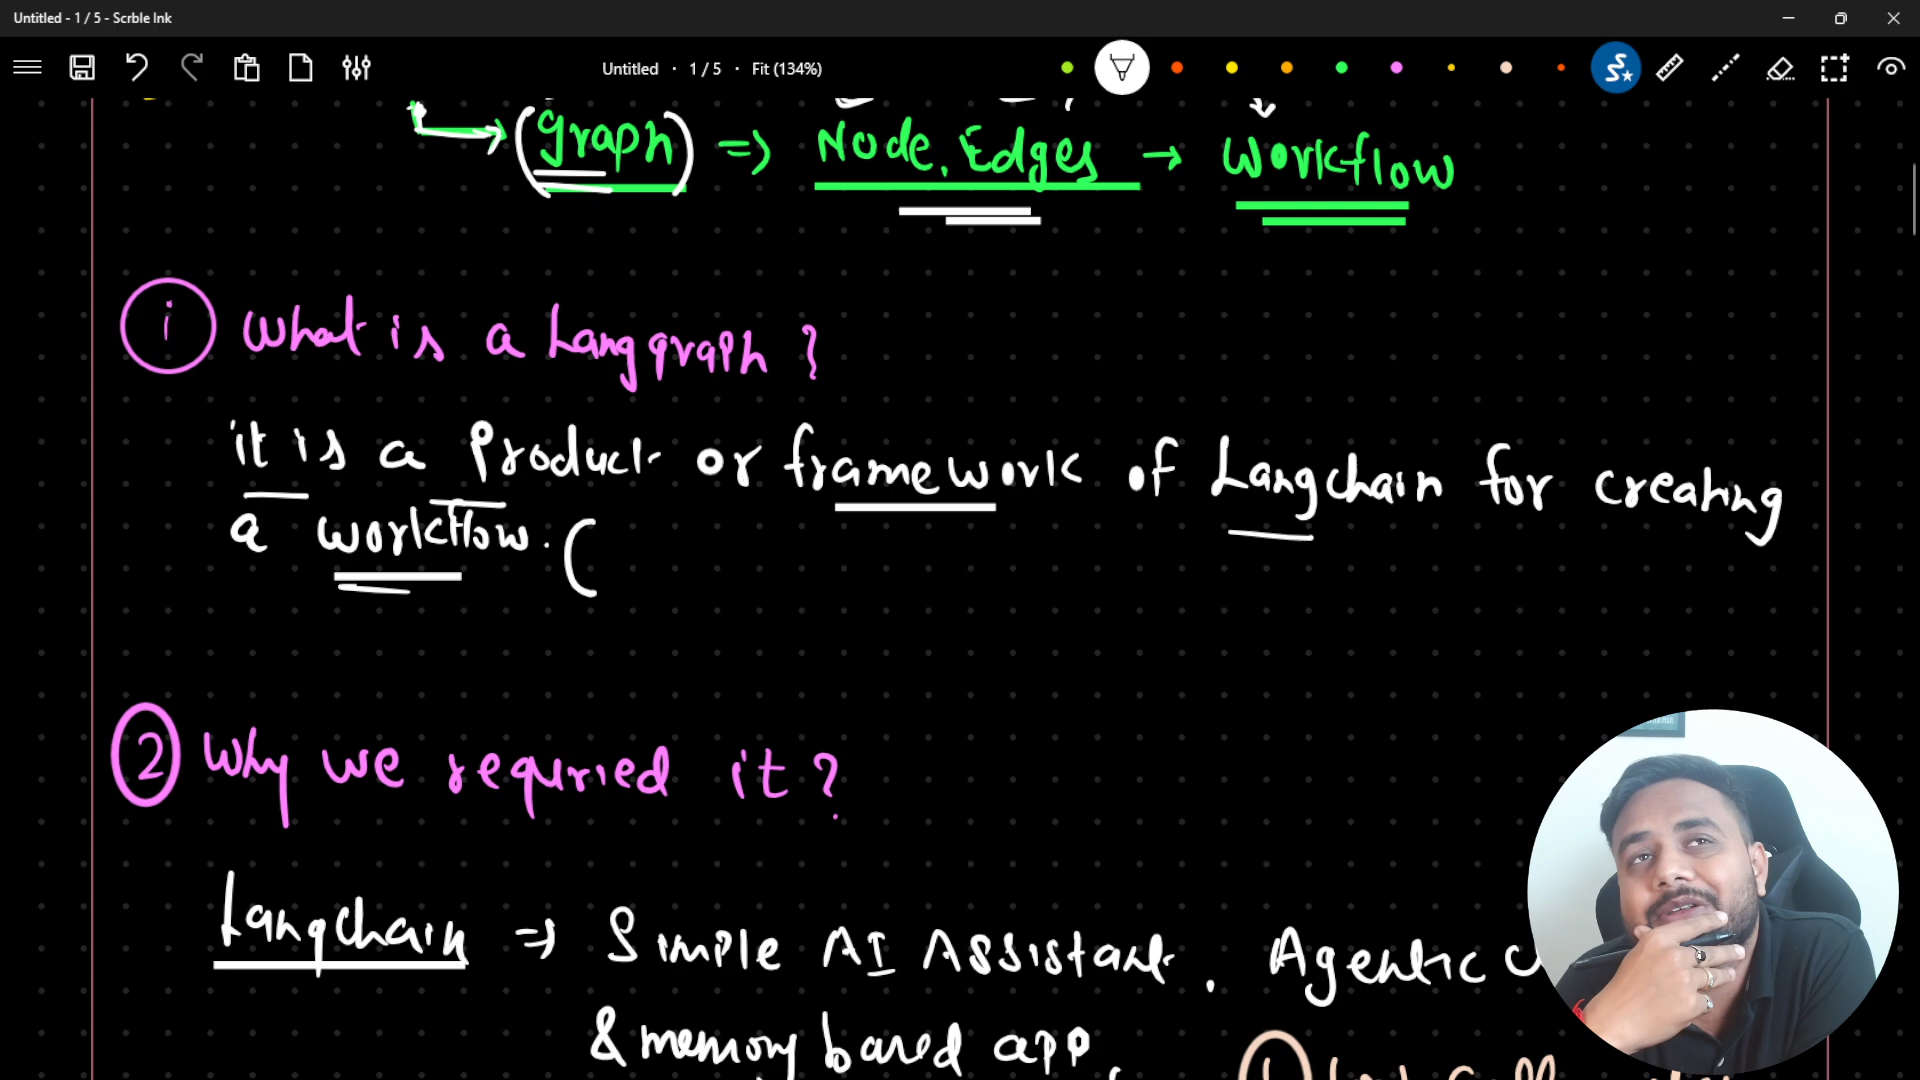 Untitled - 1 / 5 - Scrble Ink
Untitled · 1 / 5 · Fit (134%)
(graph) => Node, Edges → Workflow
i What is a Langgraph ?
it is a Product or framework of Langchain for creating
a workflow. (
2 Why we requried it ?
Langchain => Simple AI Assistant. Agentic
& memory based app